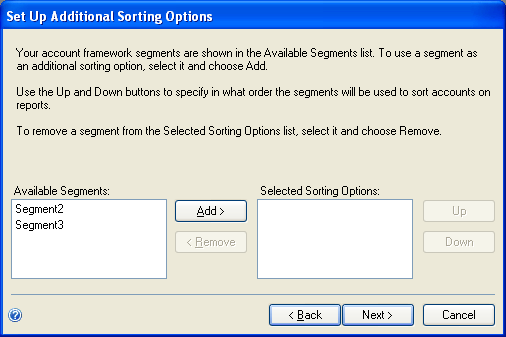 Set Up Additional Sorting Options
Your account framework segments are shown in the Available Segments list. To use a segment as
an additional sorting option, select it and choose Add.
Use the Up and Down buttons to specify in what order the segments will be used to sort accounts on
reports.
To remove a segment from the Selected Sorting Options list, select it and choose Remove.
Available Segments:
Segment2
Segment3
Add >
< Remove
Selected Sorting Options:
Up
Down
?
< Back
Next >
Cancel